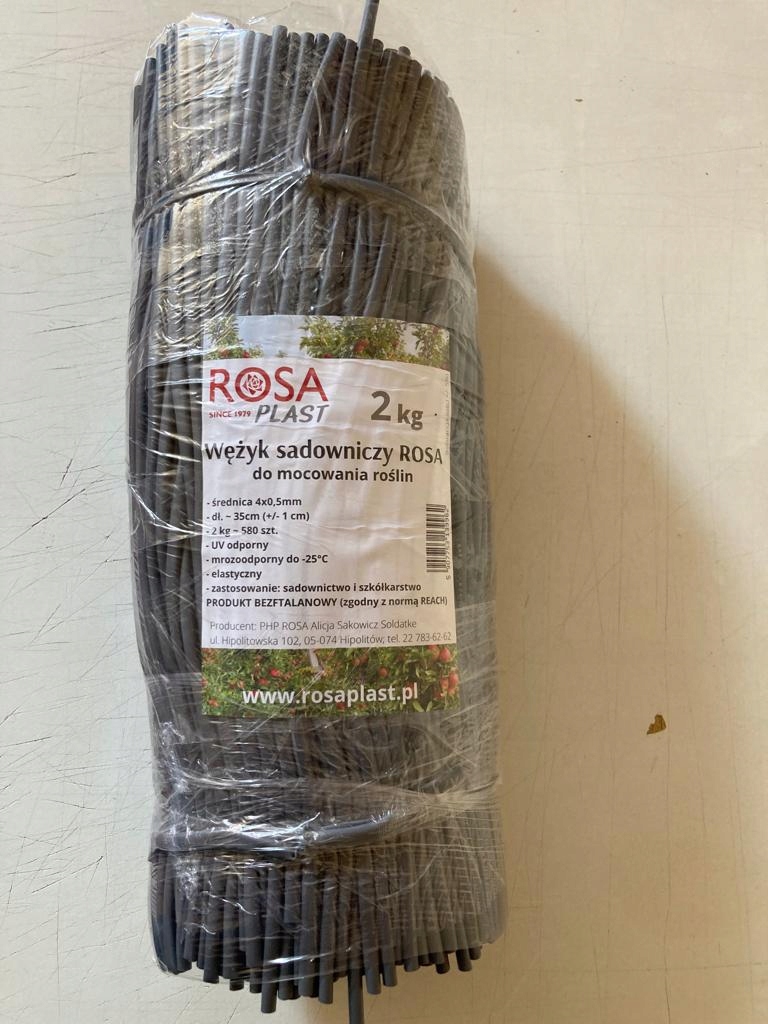 ROSA
SINCE 1979 PLAST
2 kg
Wężyk sadowniczy ROSA
do mocowania roślin
- średnica 4x0,5mm
- dł. ~ 35cm (+/- 1 cm)
- 2 kg ~ 580 szt.
- UV odporny
- mrozoodporny do -25°C
- elastyczny
- zastosowanie: sadownictwo i szkółkarstwo
PRODUKT BEZFTALANOWY (zgodny z normą REACH)
Producent: PHP ROSA Alicja Sakowicz Soldatke
ul. Hipolitowska 102, 05-074 Hipolitów, tel. 22 783-62-62
www.rosaplast.pl